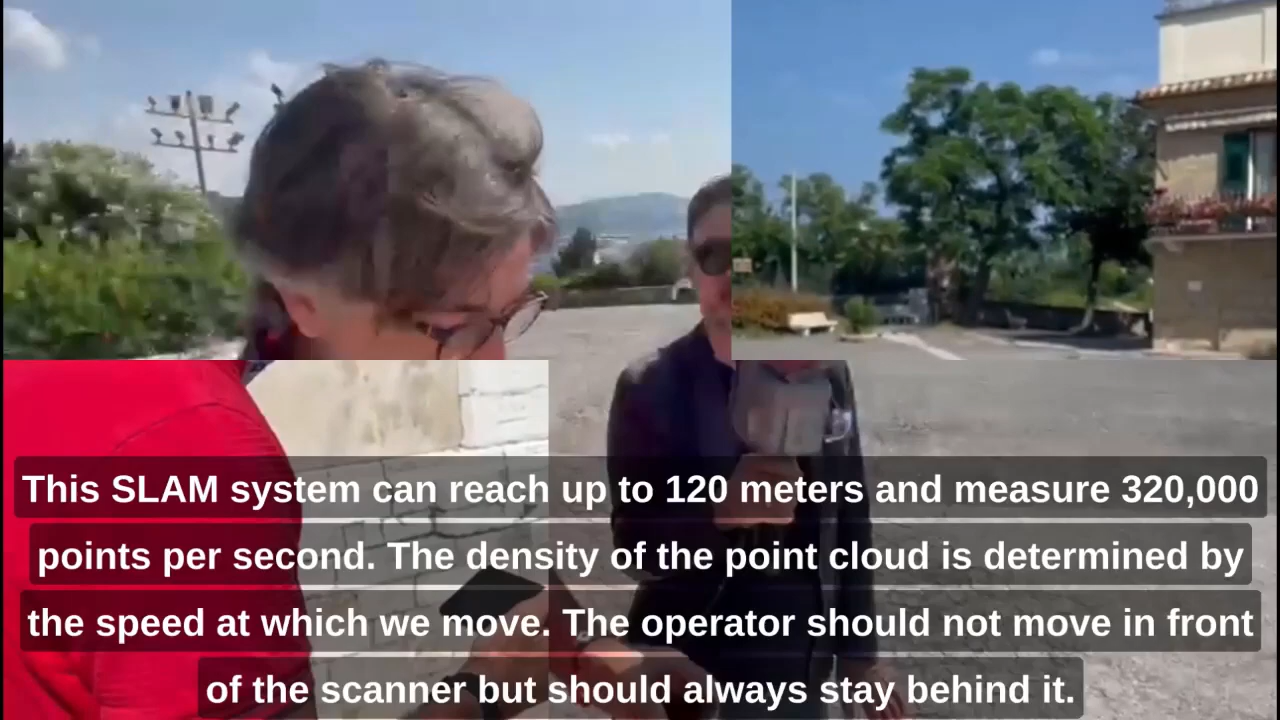 This SLAM system can reach up to 120 meters and measure 320,000
points per second. The density of the point cloud is determined by
the speed at which we move. The operator should not move in front
of the scanner but should always stay behind it.